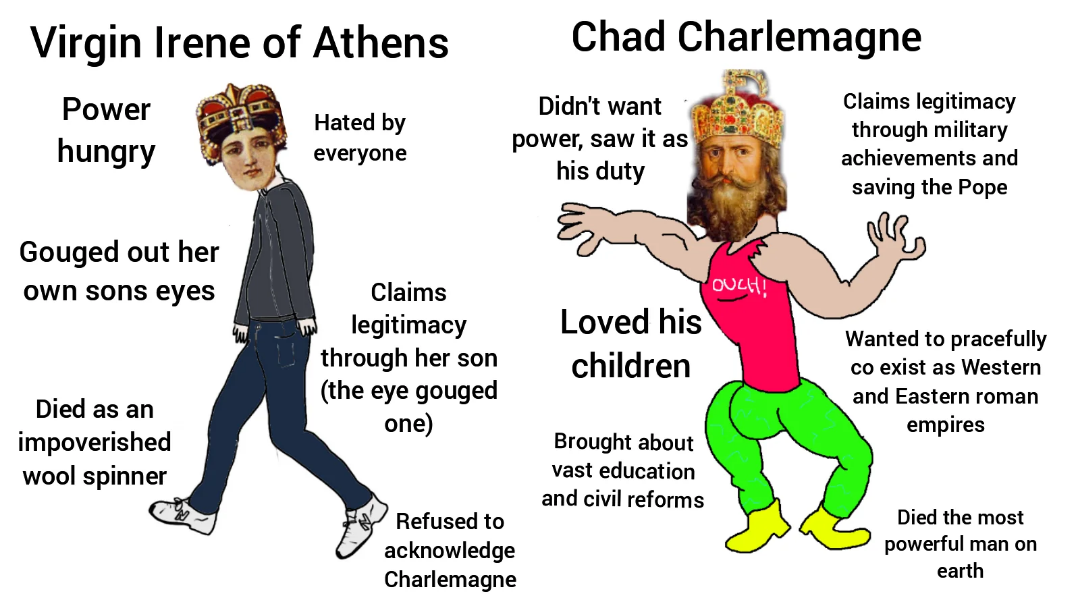 Virgin Irene of Athens
Power
hungry
Hated by
everyone
Gouged out her
own sons eyes
Claims
legitimacy
through her son
(the eye gouged
one)
Died as an
impoverished
wool spinner
Refused to
acknowledge
Charlemagne
Chad Charlemagne
Didn't want
power, saw it as
his duty
Claims legitimacy
through military
achievements and
saving the Pope
OUCH!
Loved his
children
Wanted to pracefully
co exist as Western
and Eastern roman
empires
Brought about
vast education
and civil reforms
Died the most
powerful man on
earth